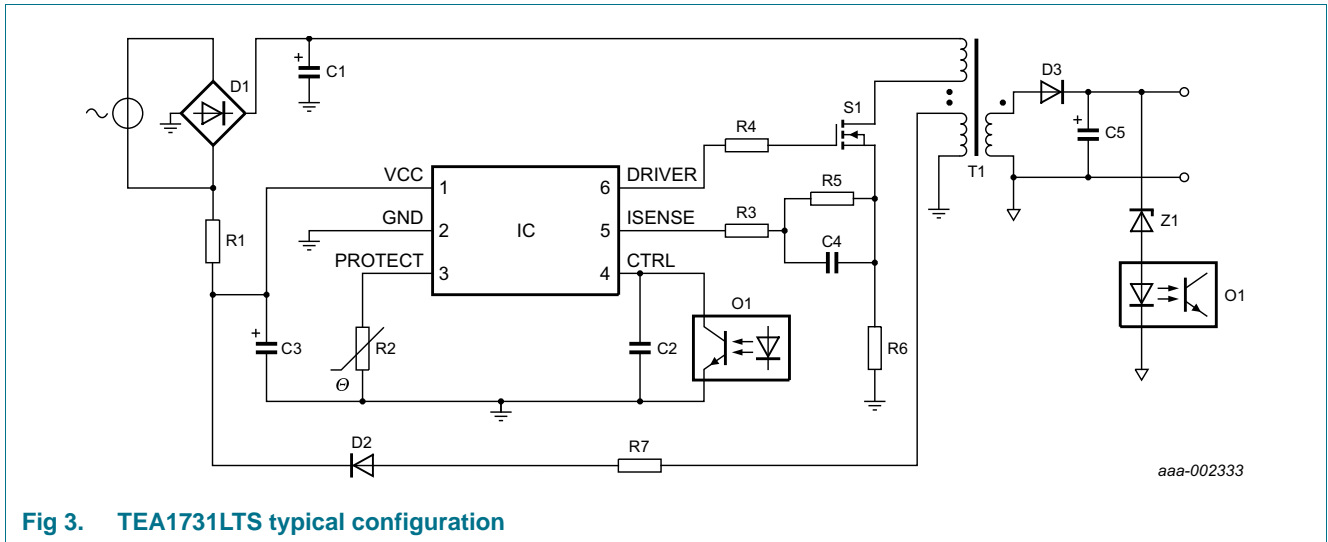 D1
+
C1
S1
D3
R4
+
C5
T1
VCC
DRIVER
1
6
R5
GND
ISENSE
R3
2
IC
5
Z1
R1
C4
PROTECT
CTRL
3
4
O1
O1
+
C3
R2
C2
R6
Θ
D2
R7
aaa-002333
Fig 3. TEA1731LTS typical configuration